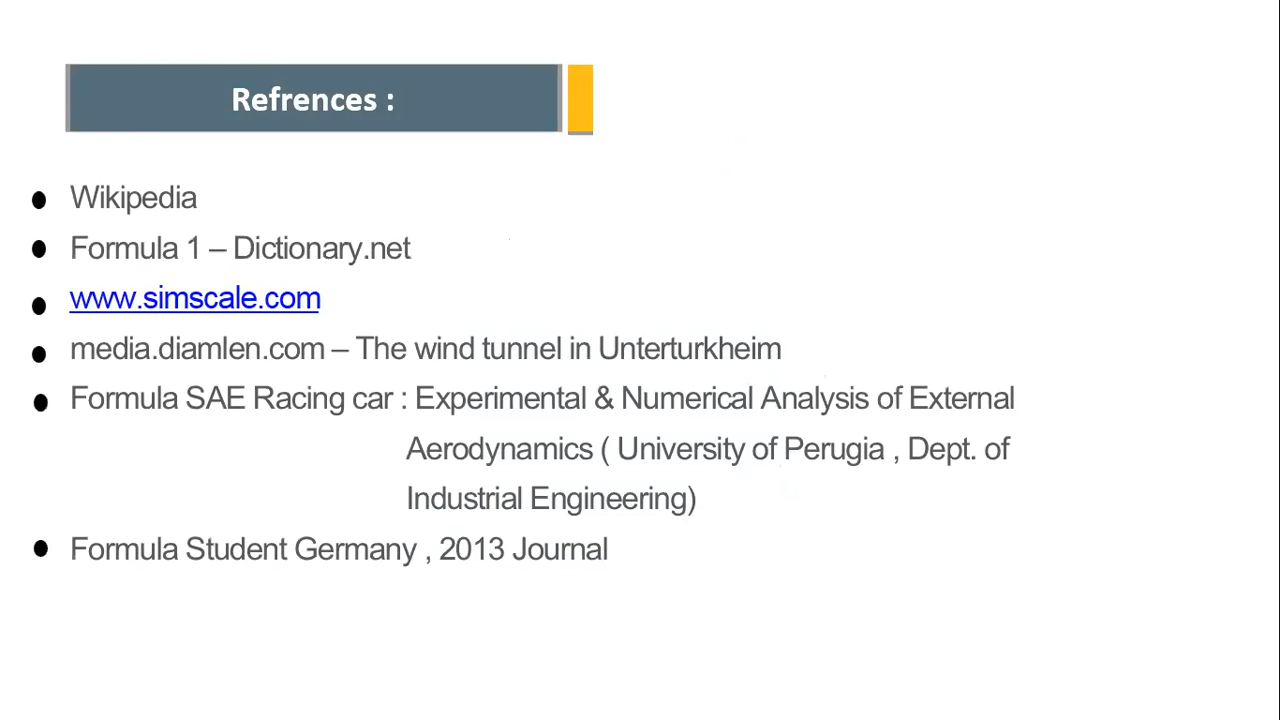 Refrences :
Wikipedia
Formula 1 – Dictionary.net
www.simscale.com
media.diamlen.com – The wind tunnel in Unterturkheim
Formula SAE Racing car : Experimental & Numerical Analysis of External
Aerodynamics ( University of Perugia , Dept. of
Industrial Engineering)
Formula Student Germany , 2013 Journal